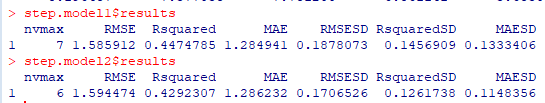 > step.model1$results
nvmax RMSE Rsquared MAE RMSESD RsquaredSD MAESD
1 7 1.585912 0.4474785 1.284941 0.1878073 0.1456909 0.1333406
> step.model2$results
nvmax RMSE Rsquared MAE RMSESD RsquaredSD MAESD
1 6 1.594474 0.4292307 1.286232 0.1706526 0.1261738 0.1148356